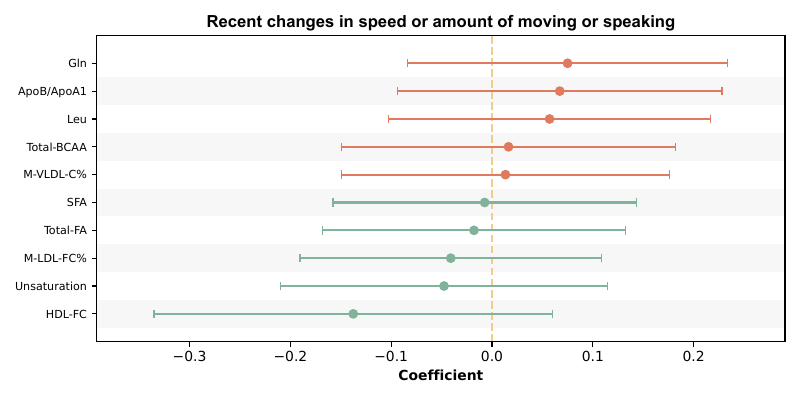 Recent changes in speed or amount of moving or speaking
Gln
ApoB/ApoA1
Leu
Total-BCAA
M-VLDL-C%
SFA
Total-FA
M-LDL-FC%
Unsaturation
HDL-FC
−0.3 −0.2 −0.1 0.0 0.1 0.2
Coefficient